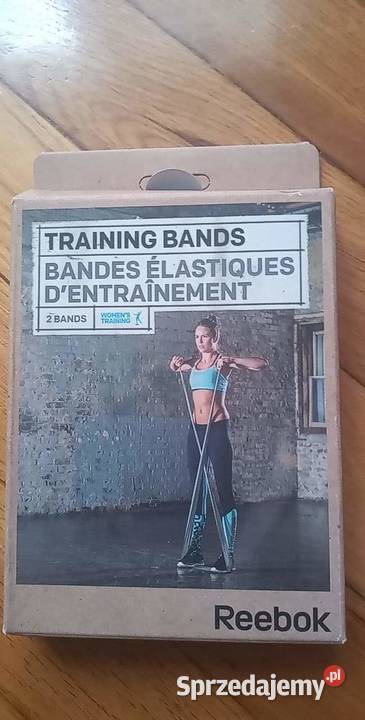 TRAINING BANDS
BANDES ÉLASTIQUES
D'ENTRAÎNEMENT
2 BANDS
WOMEN'S
TRAINING
Reebok
Sprzedajemy.pl